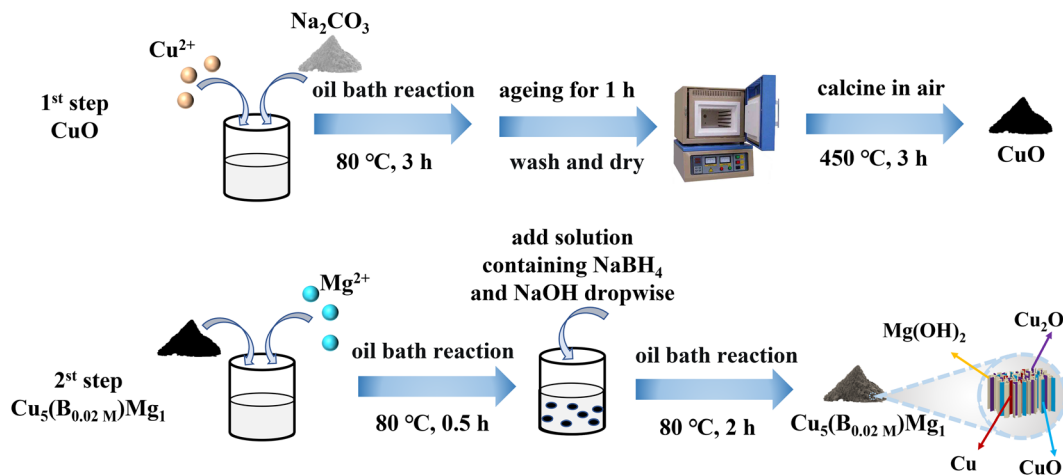 Na₂CO₃
Cu²⁺
1ˢᵗ step
CuO
oil bath reaction
80 ℃, 3 h
ageing for 1 h
wash and dry
calcine in air
450 ℃, 3 h
CuO
2ˢᵗ step
Cu₅(B₀.₀₂ ₘ)Mg₁
Mg²⁺
oil bath reaction
80 ℃, 0.5 h
add solution
containing NaBH₄
and NaOH dropwise
oil bath reaction
80 ℃, 2 h
Cu₅(B₀.₀₂ ₘ)Mg₁
Mg(OH)₂
Cu₂O
Cu
CuO